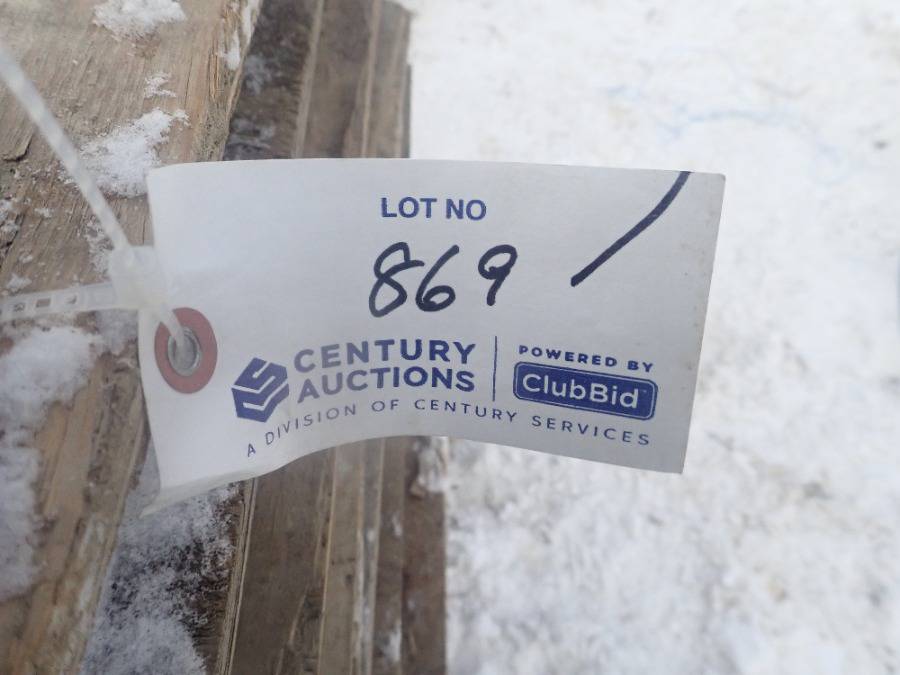 LOT NO
869
CENTURY
AUCTIONS
POWERED BY
ClubBid
A DIVISION OF CENTURY SERVICES